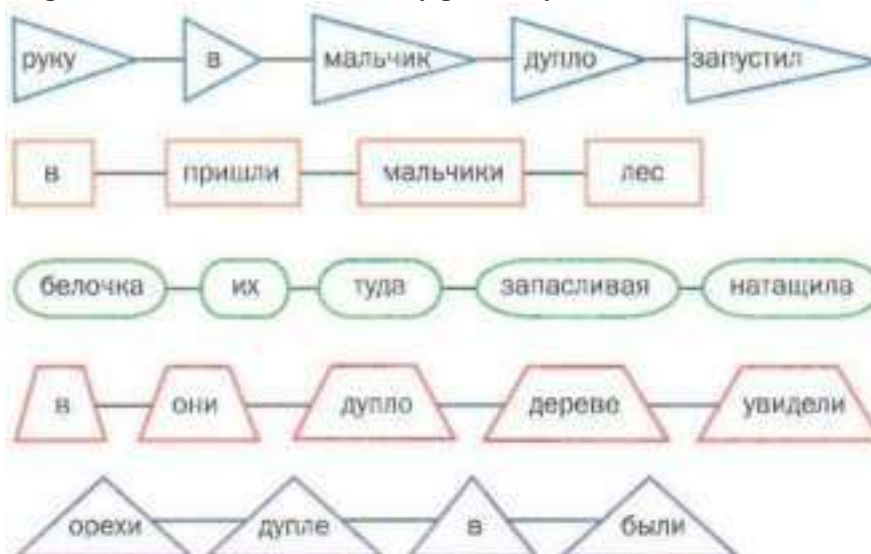 руку в мальчик дупло запустил
в пришли мальчики лес
белочка их туда запасливая натащила
в они дупло дереве увидели
орехи дупле в были